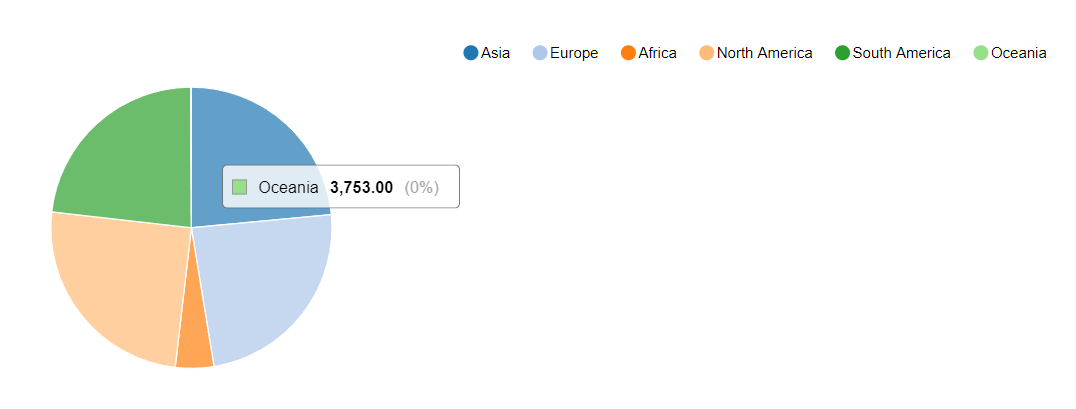 Asia Europe Africa North America South America Oceania
Oceania 3,753.00 (0%)